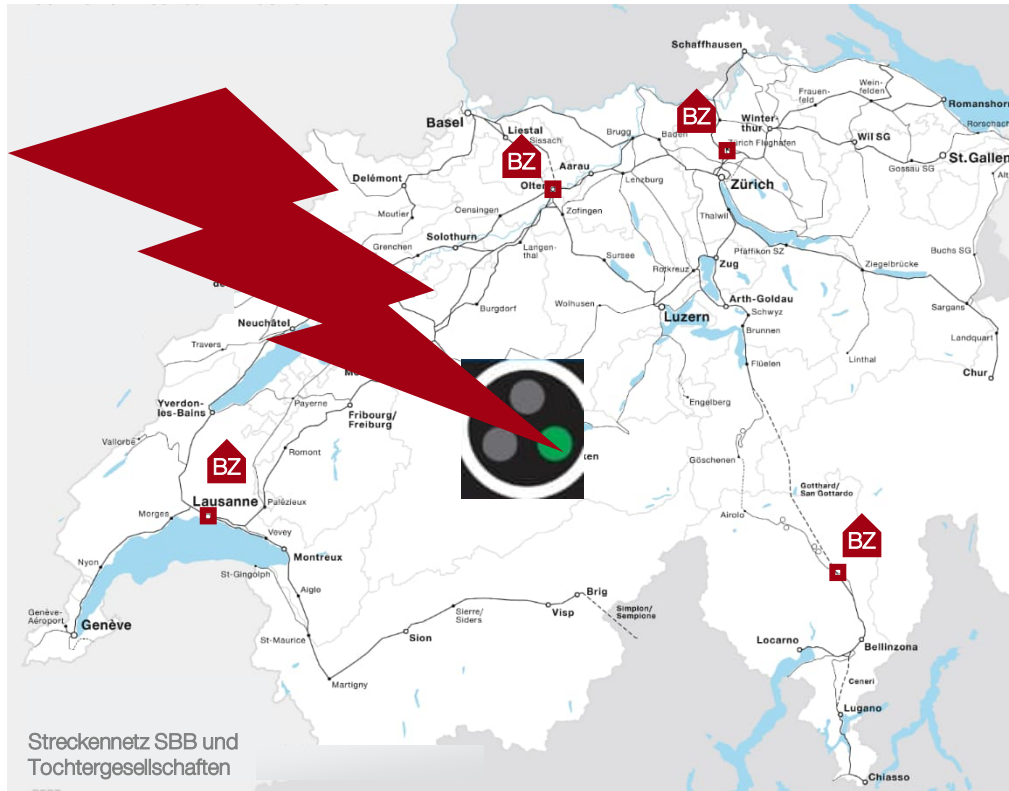 Schaffhausen
Romanshorn
Rorschach
Frauen-
feld
Wein-
felden
Winter-
thur
Wil SG
St.Gallen
Gossau SG
Alt
BZ
Basel
Liestal
Sissach
BZ
Brugg
Baden
Zürich Flughafen
Aarau
Olten
Lenzburg
Zürich
Delémont
Moutier
Oensingen
Zofingen
Thalwil
Grenchen
Solothurn
Langen-
thal
Sursee
Rotkreuz
Zug
Pfäffikon SZ
Ziegelbrücke
Buchs SG
Sargans
Burgdorf
Wolhusen
Luzern
Arth-Goldau
Schwyz
Brunnen
Flüelen
Linthal
Landquart
Chur
Neuchâtel
Travers
Yverdon-
les-Bains
Payerne
Fribourg/
Freiburg
Engelberg
Vallorbe
Romont
BZ
Göschenen
Gotthard/
San Gottardo
Lausanne
Palézieux
Morges
Vevey
Montreux
Airolo
BZ
Nyon
St-Gingolph
Aiglo
Genève-
Aéroport
Genève
St-Maurice
Martigny
Sion
Sierre/
Siders
Visp
Brig
Simplon/
Sempione
Locarno
Bellinzona
Ceneri
Lugano
Chiasso
Streckennetz SBB und
Tochtergesellschaften